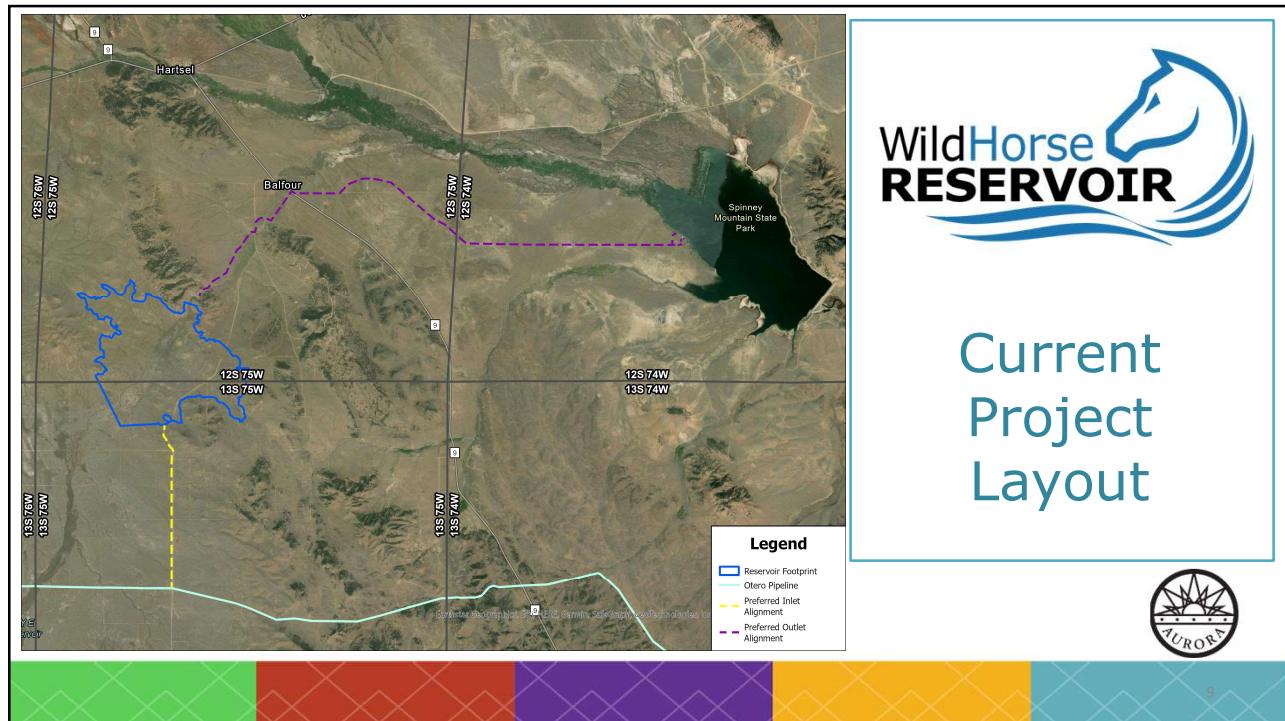 9
9
Hartsel
12S 76W
12S 75W
Balfour
12S 75W
12S 74W
Spinney
Mountain State
Park
9
12S 75W
13S 75W
12S 74W
13S 74W
9
13S 76W
13S 75W
13S 75W
13S 74W
9
Legend
Reservoir Footprint
Otero Pipeline
Preferred Inlet
Alignment
Preferred Outlet
Alignment
WildHorse
RESERVOIR
Current
Project
Layout
AURORA
9